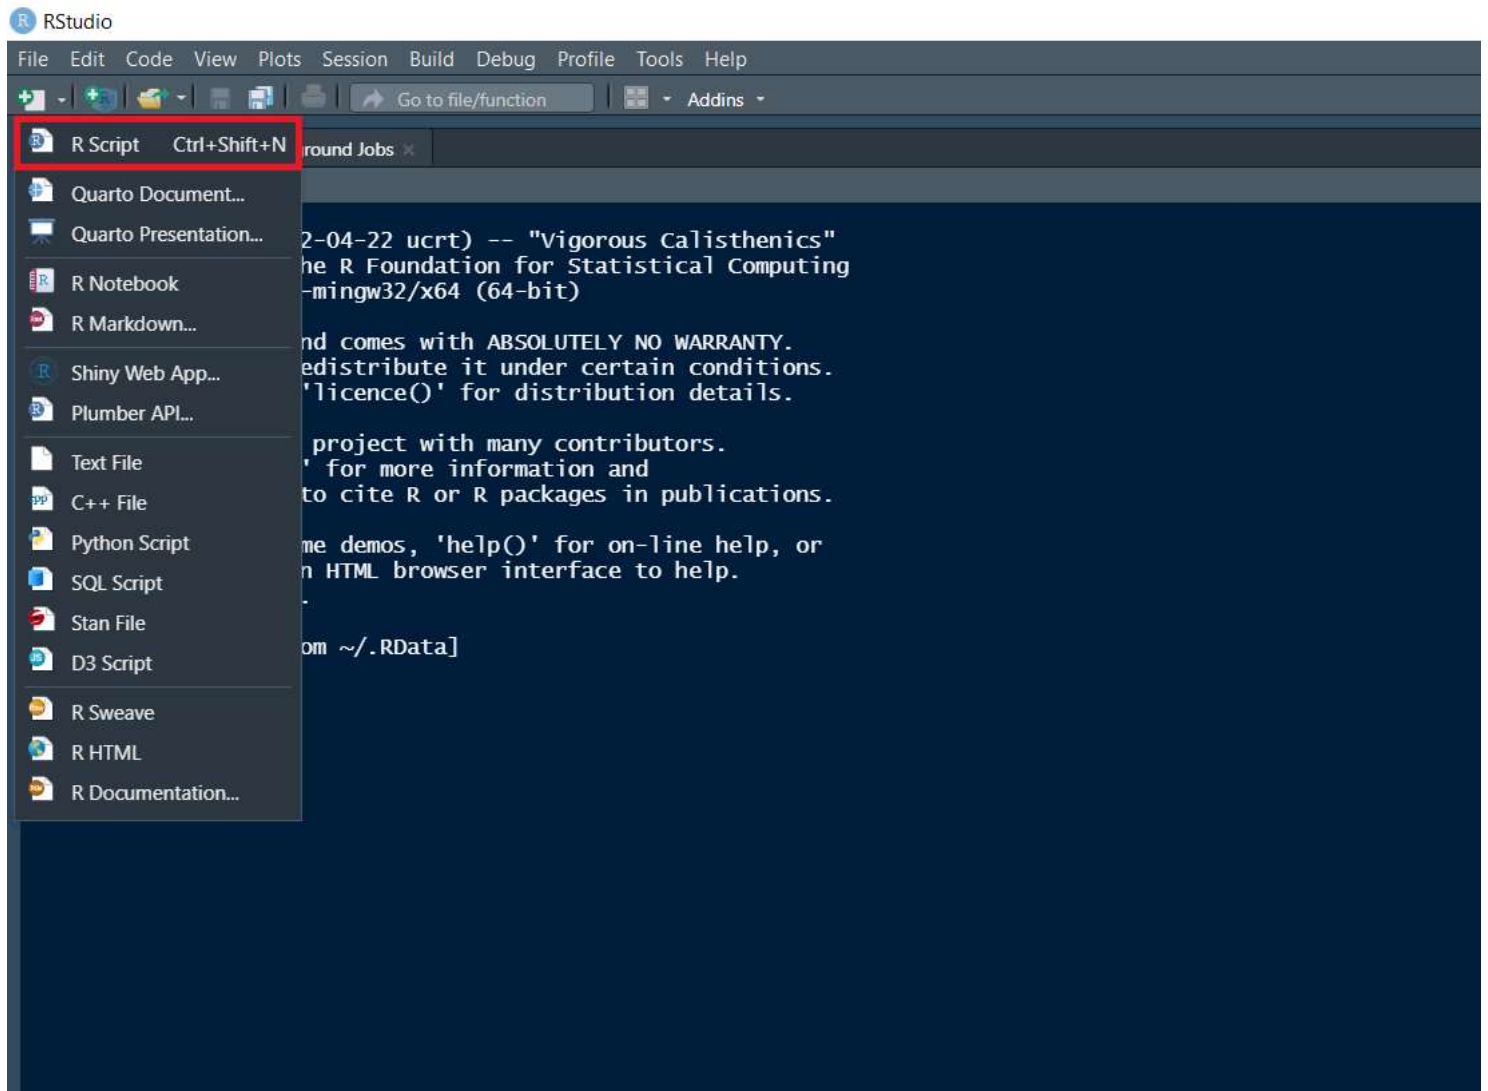 RStudio
File Edit Code View Plots Session Build Debug Profile Tools Help
Go to file/function Addins
R Script Ctrl+Shift+N
round Jobs
Quarto Document...
Quarto Presentation...
R Notebook
R Markdown...
Shiny Web App...
Plumber API...
Text File
C++ File
Python Script
SQL Script
Stan File
D3 Script
R Sweave
R HTML
R Documentation...
2-04-22 ucrt) -- "Vigorous Calisthenics"
he R Foundation for Statistical Computing
-mingw32/x64 (64-bit)
nd comes with ABSOLUTELY NO WARRANTY.
edistribute it under certain conditions.
'licence()' for distribution details.
project with many contributors.
' for more information and
to cite R or R packages in publications.
me demos, 'help()' for on-line help, or
n HTML browser interface to help.
.
om ~/.RData]